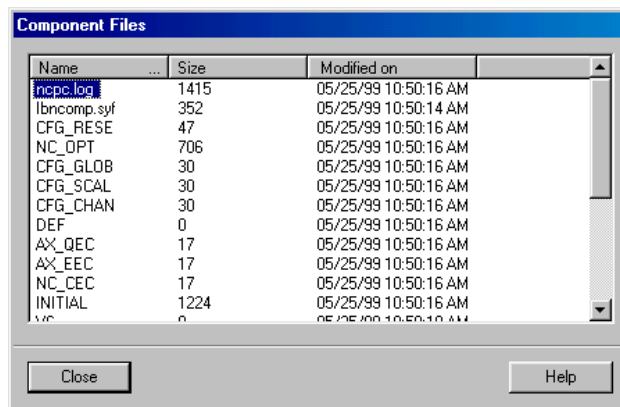 Component Files
Name ... Size Modified on
ncpc.log 1415 05/25/99 10:50:16 AM
lbncomp.syf 352 05/25/99 10:50:14 AM
CFG_RESE 47 05/25/99 10:50:16 AM
NC_OPT 706 05/25/99 10:50:16 AM
CFG_GLOB 30 05/25/99 10:50:16 AM
CFG_SCAL 30 05/25/99 10:50:16 AM
CFG_CHAN 30 05/25/99 10:50:16 AM
DEF 0 05/25/99 10:50:16 AM
AX_QEC 17 05/25/99 10:50:16 AM
AX_EEC 17 05/25/99 10:50:16 AM
NC_CEC 17 05/25/99 10:50:16 AM
INITIAL 1224 05/25/99 10:50:16 AM
Close Help